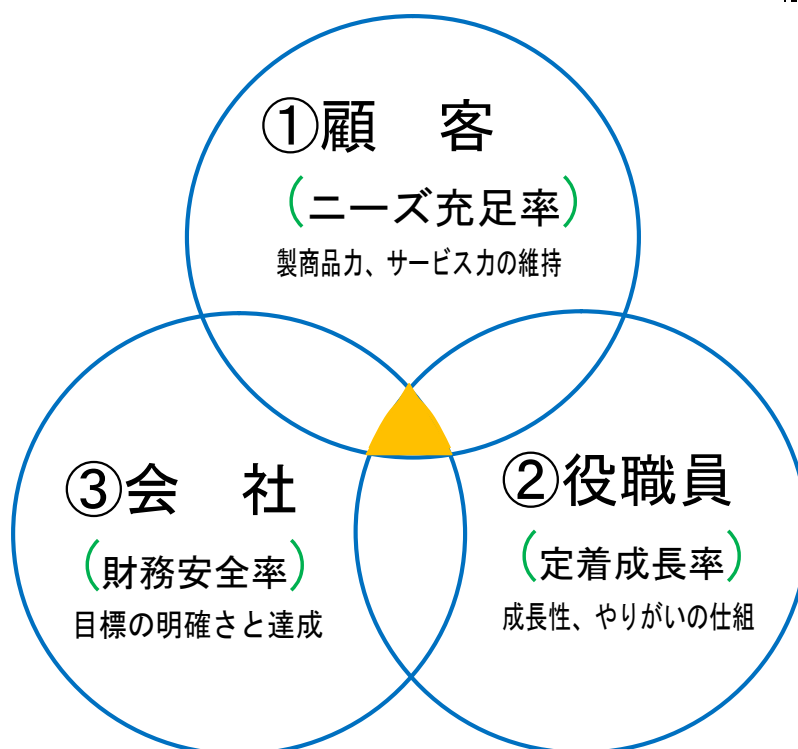 ①顧　客
（ニーズ充足率）
製商品力、サービス力の維持
③会　社
（財務安全率）
目標の明確さと達成
②役職員
（定着成長率）
成長性、やりがいの仕組